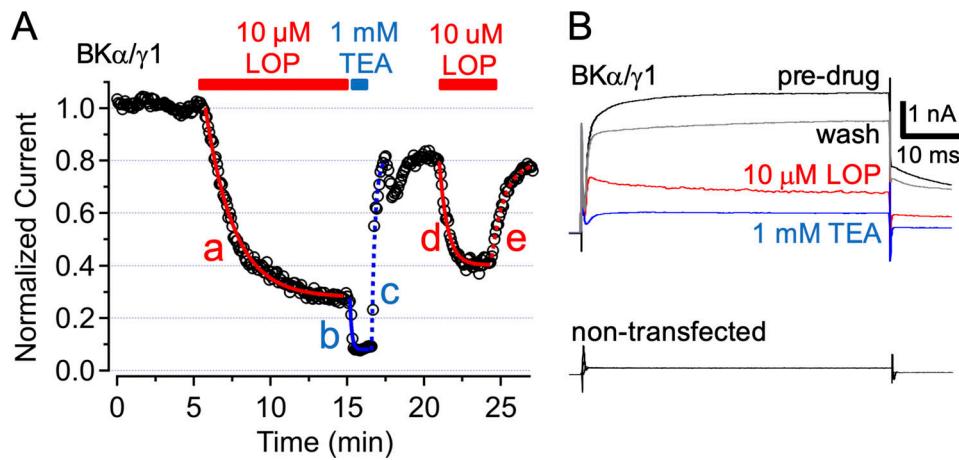 A
BKα/γ1
10 µM
LOP
1 mM
TEA
10 uM
LOP
Normalized Current
1.0
0.8
0.6
0.4
0.2
0.0
a
b
c
d
e
0
5
10
15
20
25
Time (min)
B
BKα/γ1
pre-drug
wash
10 µM LOP
1 mM TEA
1 nA
10 ms
non-transfected